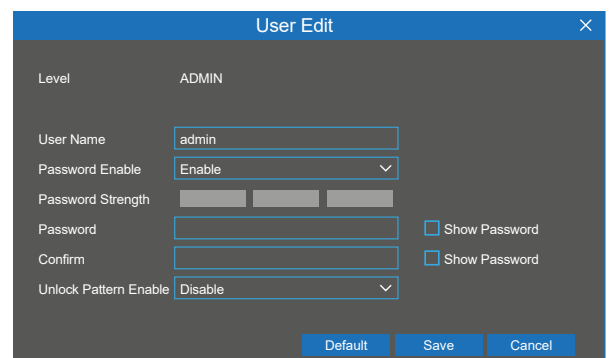 User Edit
Level ADMIN
User Name admin
Password Enable Enable
Password Strength
Password Show Password
Confirm Show Password
Unlock Pattern Enable Disable
Default Save Cancel